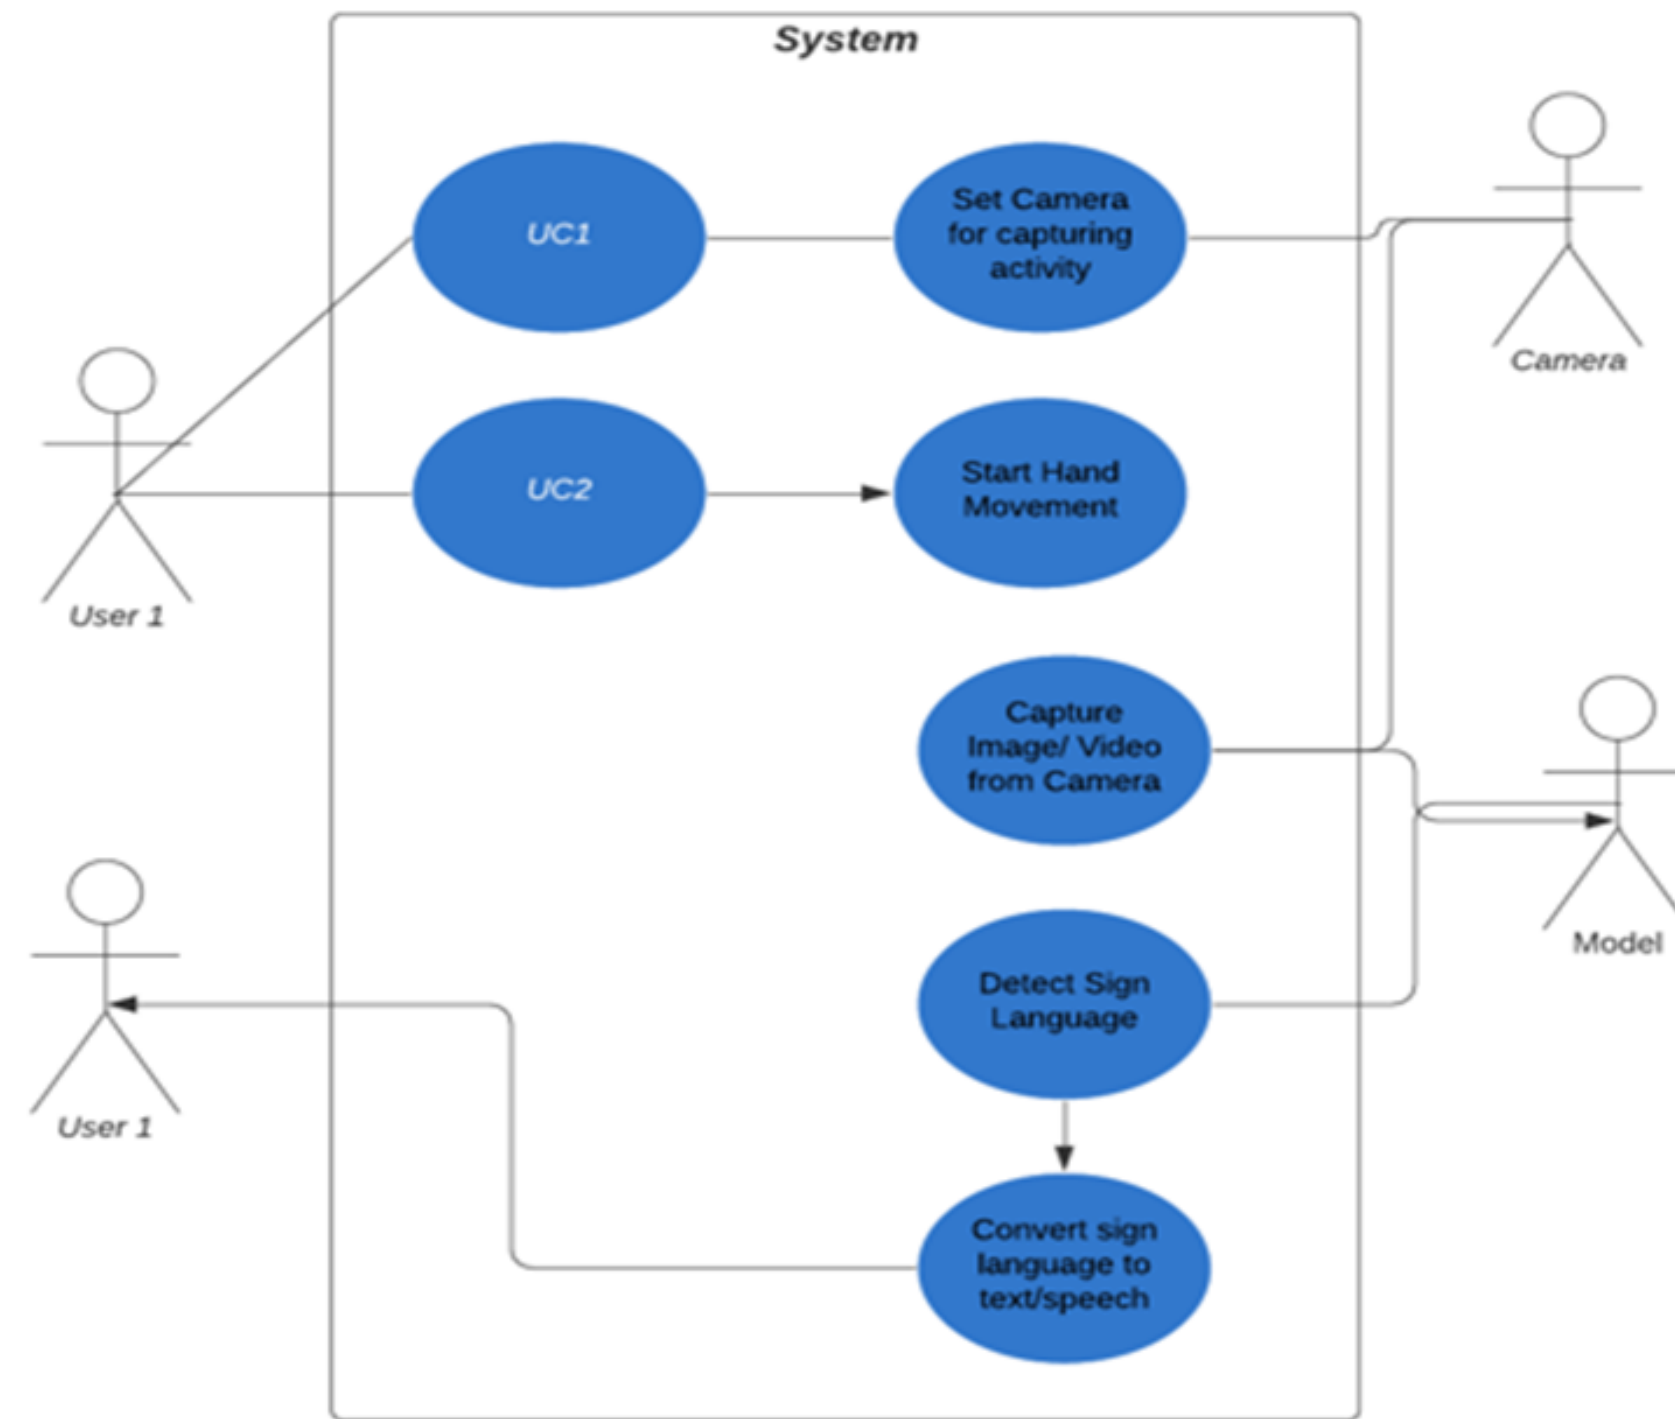 System
UC1
Set Camera
for capturing
activity
Camera
UC2
Start Hand
Movement
User 1
Capture
Image/ Video
from Camera
Model
Detect Sign
Language
User 1
Convert sign
language to
text/speech